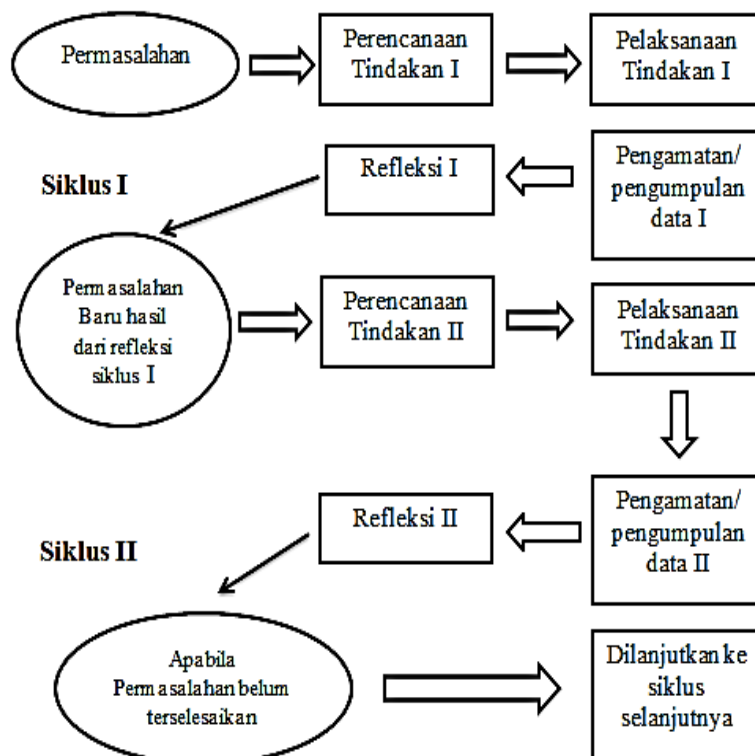 Permasalahan
Perencanaan
Tindakan I
Pelaksanaan
Tindakan I
Siklus I
Refleksi I
Pengamatan/
pengumpulan
data I
Permasalahan
Baru hasil
dari refleksi
siklus I
Perencanaan
Tindakan II
Pelaksanaan
Tindakan II
Siklus II
Refleksi II
Pengamatan/
pengumpulan
data II
Apabila
Permasalahan belum
terselesaikan
Dilanjutkan ke
siklus
selanjutnya